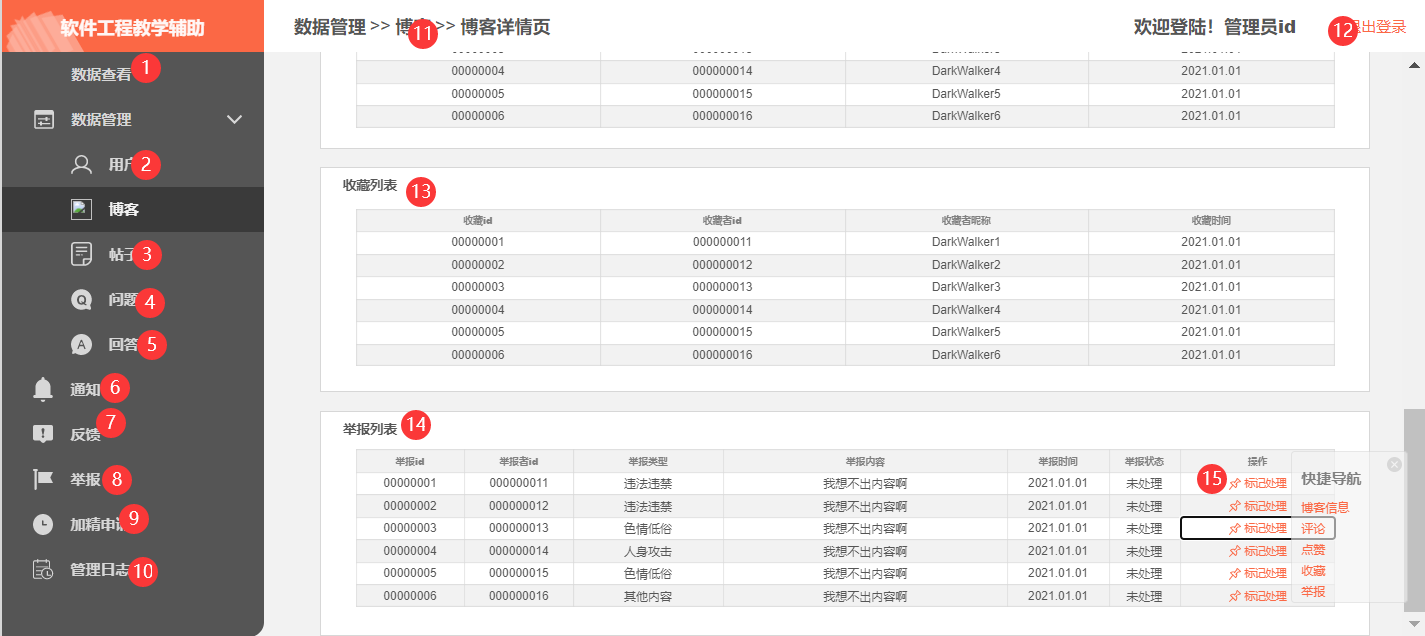 软件工程教学辅助
数据管理 >> 博 >> 博客详情页
11
欢迎登陆！管理员id
12
出登录
数据查看
1
数据管理
用户
2
博客
帖子
3
问题
4
回答
5
通知
6
反馈
7
举报
8
加精申
9
管理日志
10
00000004 000000014 DarkWalker4 2021.01.01
00000005 000000015 DarkWalker5 2021.01.01
00000006 000000016 DarkWalker6 2021.01.01
收藏列表
13
收藏id 收藏者id 收藏者昵称 收藏时间
00000001 000000011 DarkWalker1 2021.01.01
00000002 000000012 DarkWalker2 2021.01.01
00000003 000000013 DarkWalker3 2021.01.01
00000004 000000014 DarkWalker4 2021.01.01
00000005 000000015 DarkWalker5 2021.01.01
00000006 000000016 DarkWalker6 2021.01.01
举报列表
14
举报id 举报者id 举报类型 举报内容 举报时间 举报状态 操作
00000001 000000011 违法违禁 我想不出内容啊 2021.01.01 未处理 标记处理
00000002 000000012 违法违禁 我想不出内容啊 2021.01.01 未处理 标记处理
00000003 000000013 色情低俗 我想不出内容啊 2021.01.01 未处理 标记处理
00000004 000000014 人身攻击 我想不出内容啊 2021.01.01 未处理 标记处理
00000005 000000015 色情低俗 我想不出内容啊 2021.01.01 未处理 标记处理
00000006 000000016 其他内容 我想不出内容啊 2021.01.01 未处理 标记处理
15
快捷导航
博客信息
评论
点赞
收藏
举报